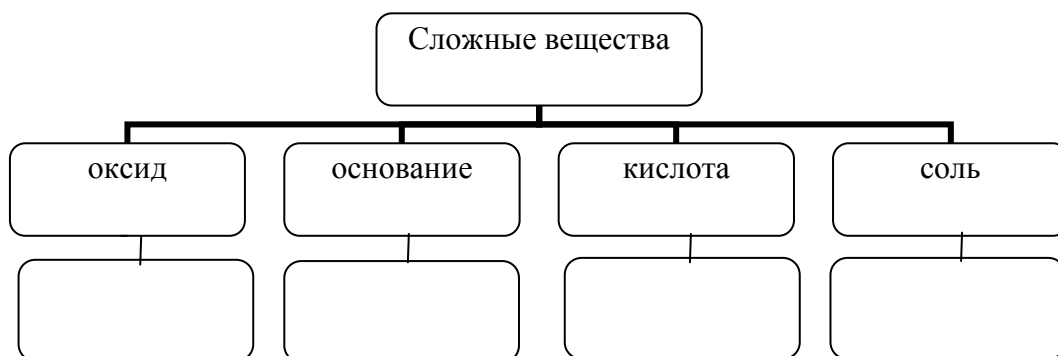 Сложные вещества
оксид
основание
кислота
соль